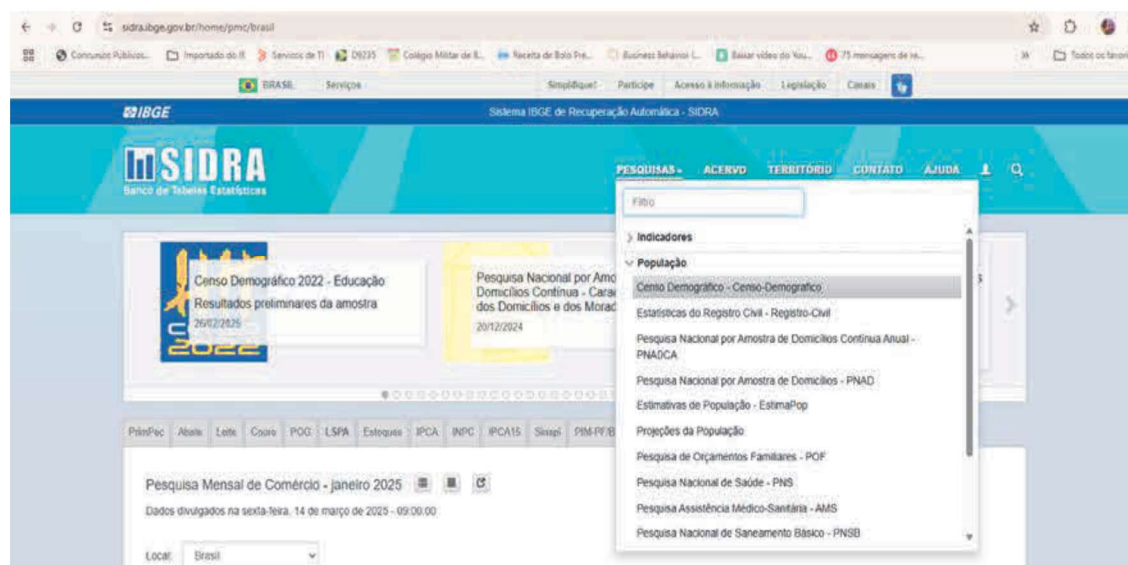 sidra.ibge.gov.br/home/pmc/brasil
Concursos Públicos... Importado do IE Serviços de TI D9235 Colégio Militar de B... Receita de Bolo Pre... Business Behavior L... Baixar vídeo do You... 75 mensagens de re... Todos os favori
BRASIL Serviços Simplifique! Participe Acesso à informação Legislação Canais
IBGE Sistema IBGE de Recuperação Automática - SIDRA
SIDRA
Banco de Tabelas Estatísticas
PESQUISAS ACERVO TERRITÓRIO CONTATO AJUDA
Filtro
Indicadores
População
Censo Demográfico - Censo-Demografico
Estatísticas do Registro Civil - Registro-Civil
Pesquisa Nacional por Amostra de Domicílios Contínua Anual -
PNADCA
Pesquisa Nacional por Amostra de Domicílios - PNAD
Estimativas de População - EstimaPop
Projeções da População
Pesquisa de Orçamentos Familiares - POF
Pesquisa Nacional de Saúde - PNS
Pesquisa Assistência Médico-Sanitária - AMS
Pesquisa Nacional de Saneamento Básico - PNSB
Censo Demográfico 2022 - Educação
Resultados preliminares da amostra
26/02/2025
2022
Pesquisa Nacional por Amo
Domicílios Contínua - Cara
dos Domicílios e dos Morad
20/12/2024
PrimPec Abate Leite Couro POG LSPA Estoques IPCA INPC IPCA15 Sinapi PIM-PF/B
Pesquisa Mensal de Comércio - janeiro 2025
Dados divulgados na sexta-feira, 14 de março de 2025 - 09:00:00
Local: Brasil